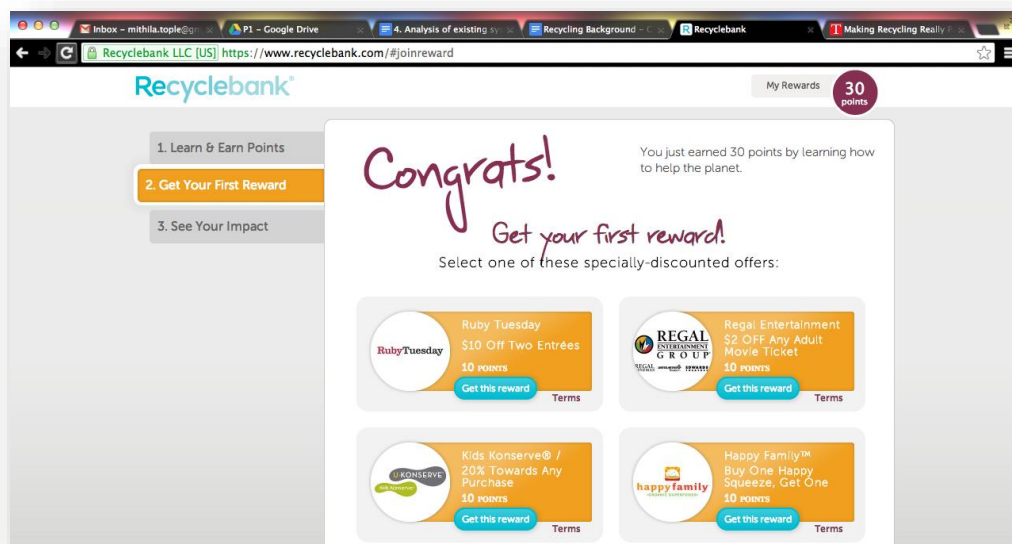 Inbox – mithila.tople@g
P1 – Google Drive
4. Analysis of existing sy
Recycling Background –
Recyclebank
Making Recycling Really
Recyclebank LLC [US] https://www.recyclebank.com/#joinreward
Recyclebank
My Rewards
30
points
1. Learn & Earn Points
2. Get Your First Reward
3. See Your Impact
Congrats!
You just earned 30 points by learning how
to help the planet.
Get your first reward!
Select one of these specially-discounted offers:
RubyTuesday
Ruby Tuesday
$10 Off Two Entrées
10 POINTS
Get this reward
Terms
REGAL
ENTERTAINMENT
GROUP
Regal Entertainment
$2 OFF Any Adult
Movie Ticket
10 POINTS
Get this reward
Terms
U-KONSERVE
Kids Konserve® /
20% Towards Any
Purchase
10 POINTS
Get this reward
Terms
happyfamily
Happy Family™
Buy One Happy
Squeeze, Get One
10 POINTS
Get this reward
Terms